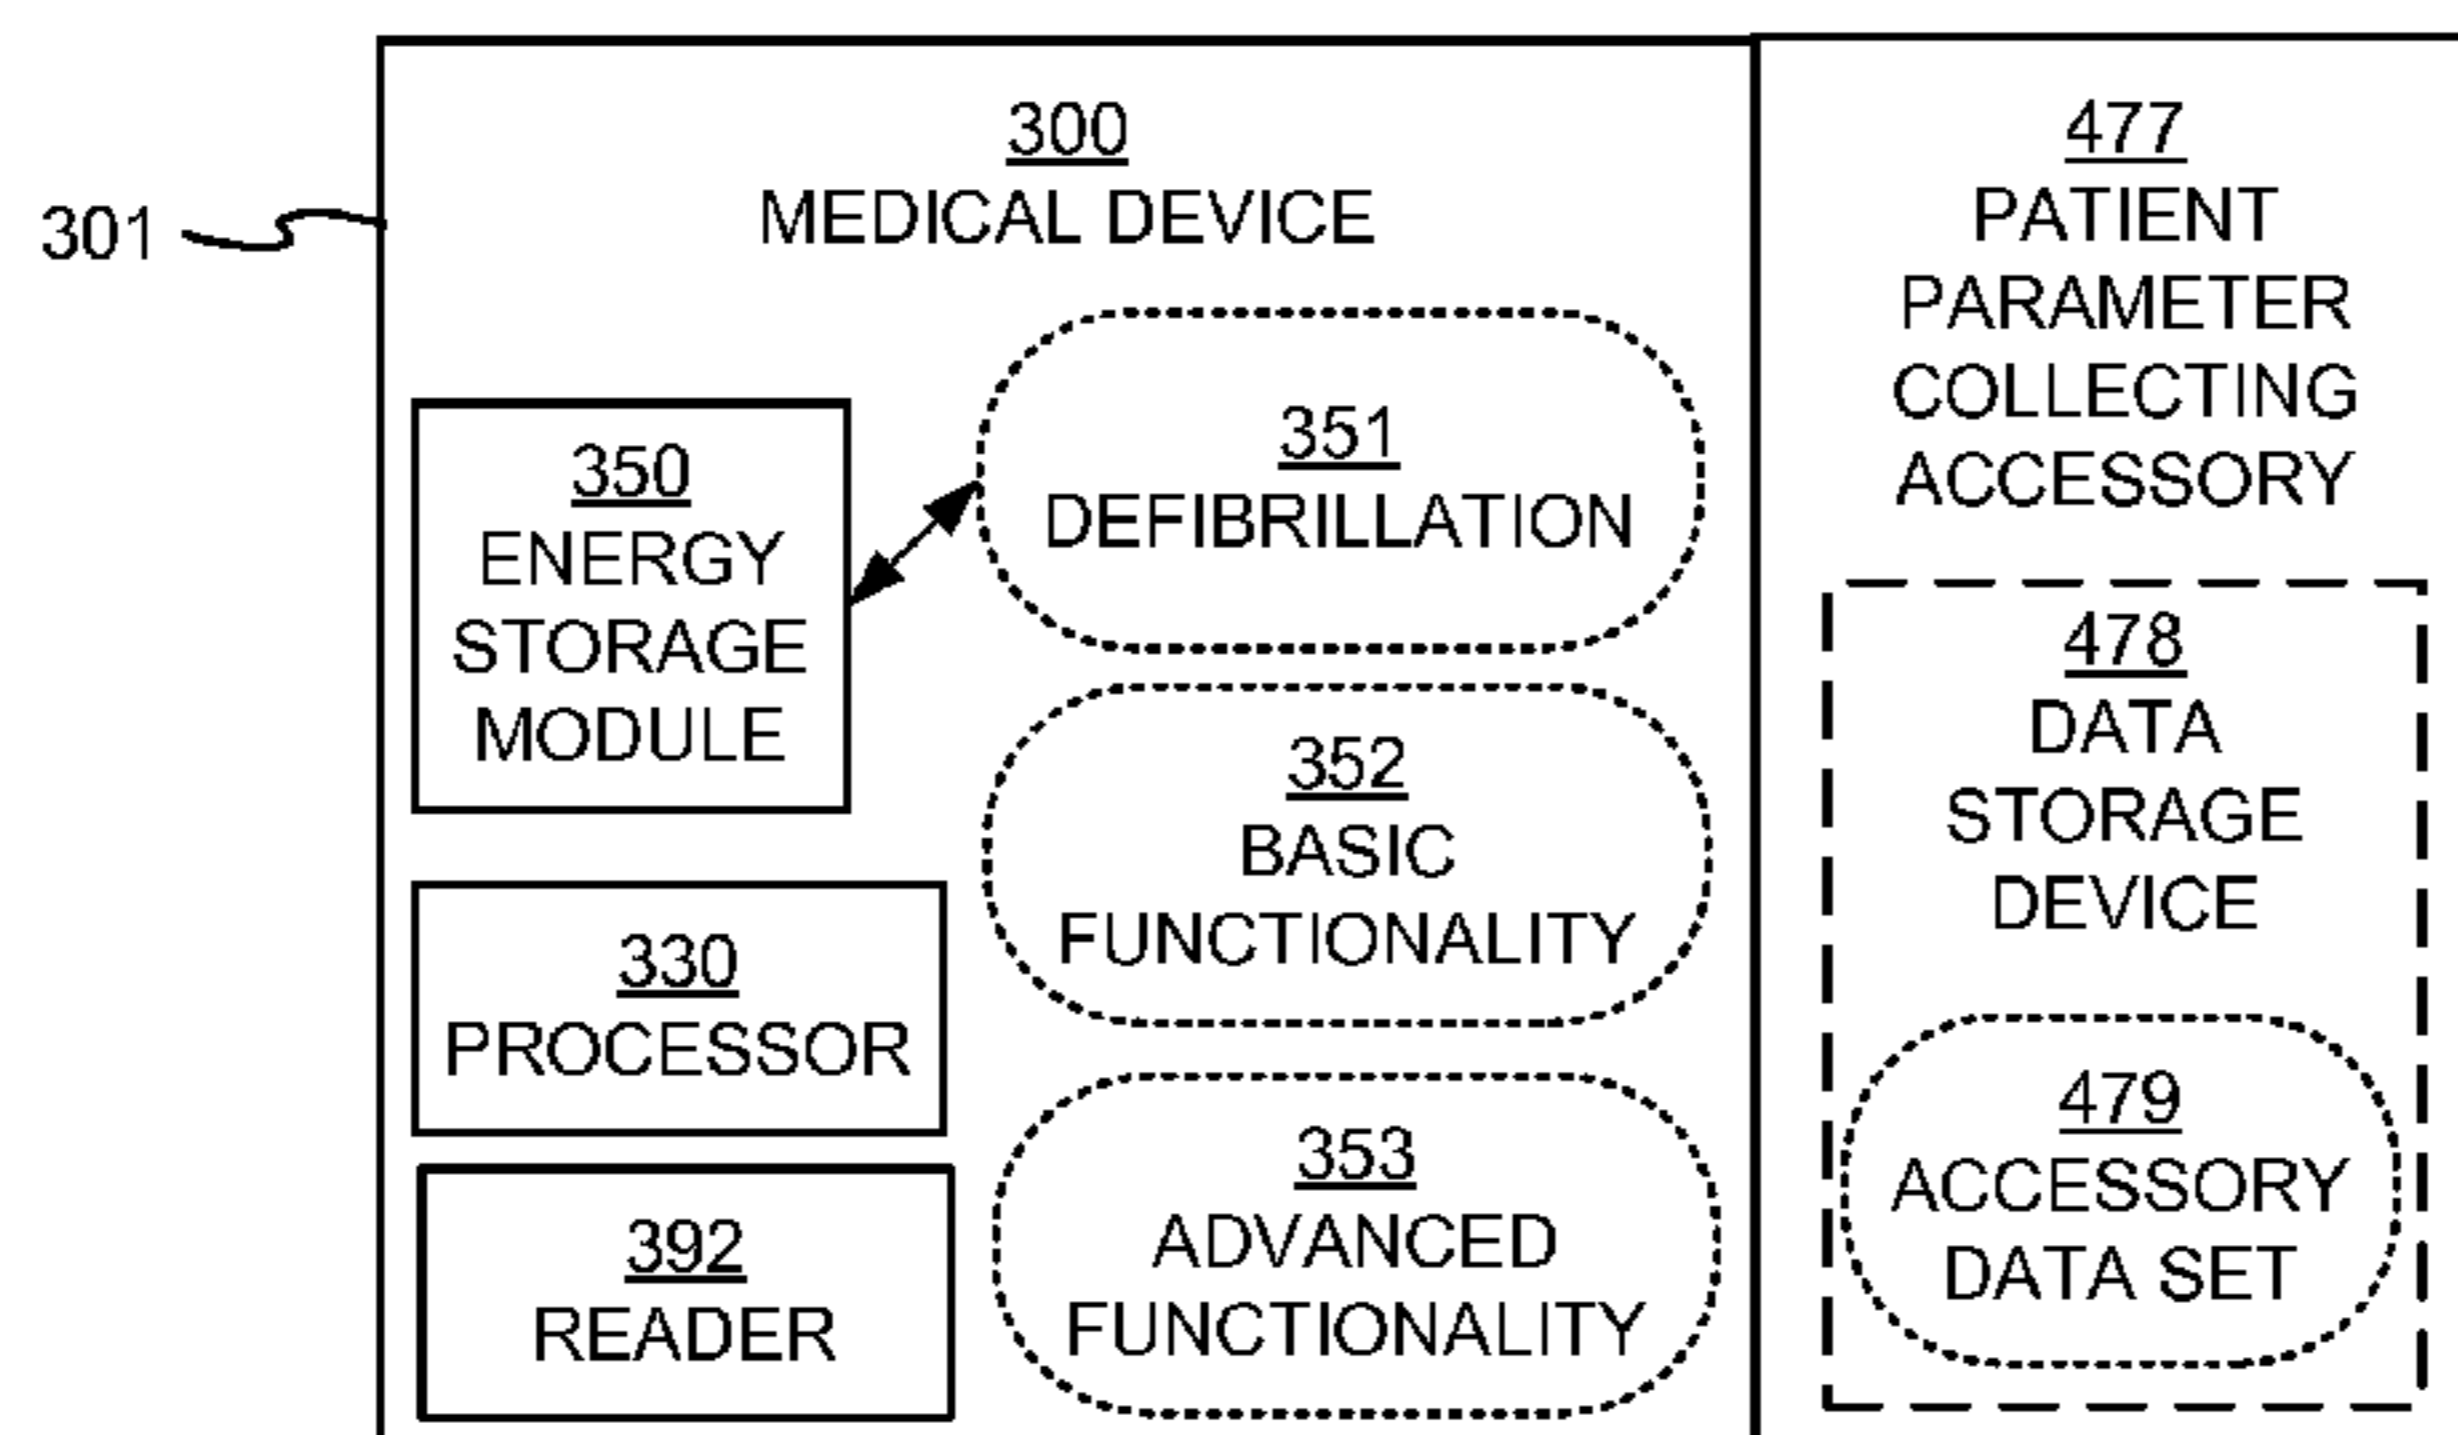 301
300
MEDICAL DEVICE
350
ENERGY
STORAGE
MODULE
351
DEFIBRILLATION
352
BASIC
FUNCTIONALITY
330
PROCESSOR
392
READER
353
ADVANCED
FUNCTIONALITY
477
PATIENT
PARAMETER
COLLECTING
ACCESSORY
478
DATA
STORAGE
DEVICE
479
ACCESSORY
DATA SET